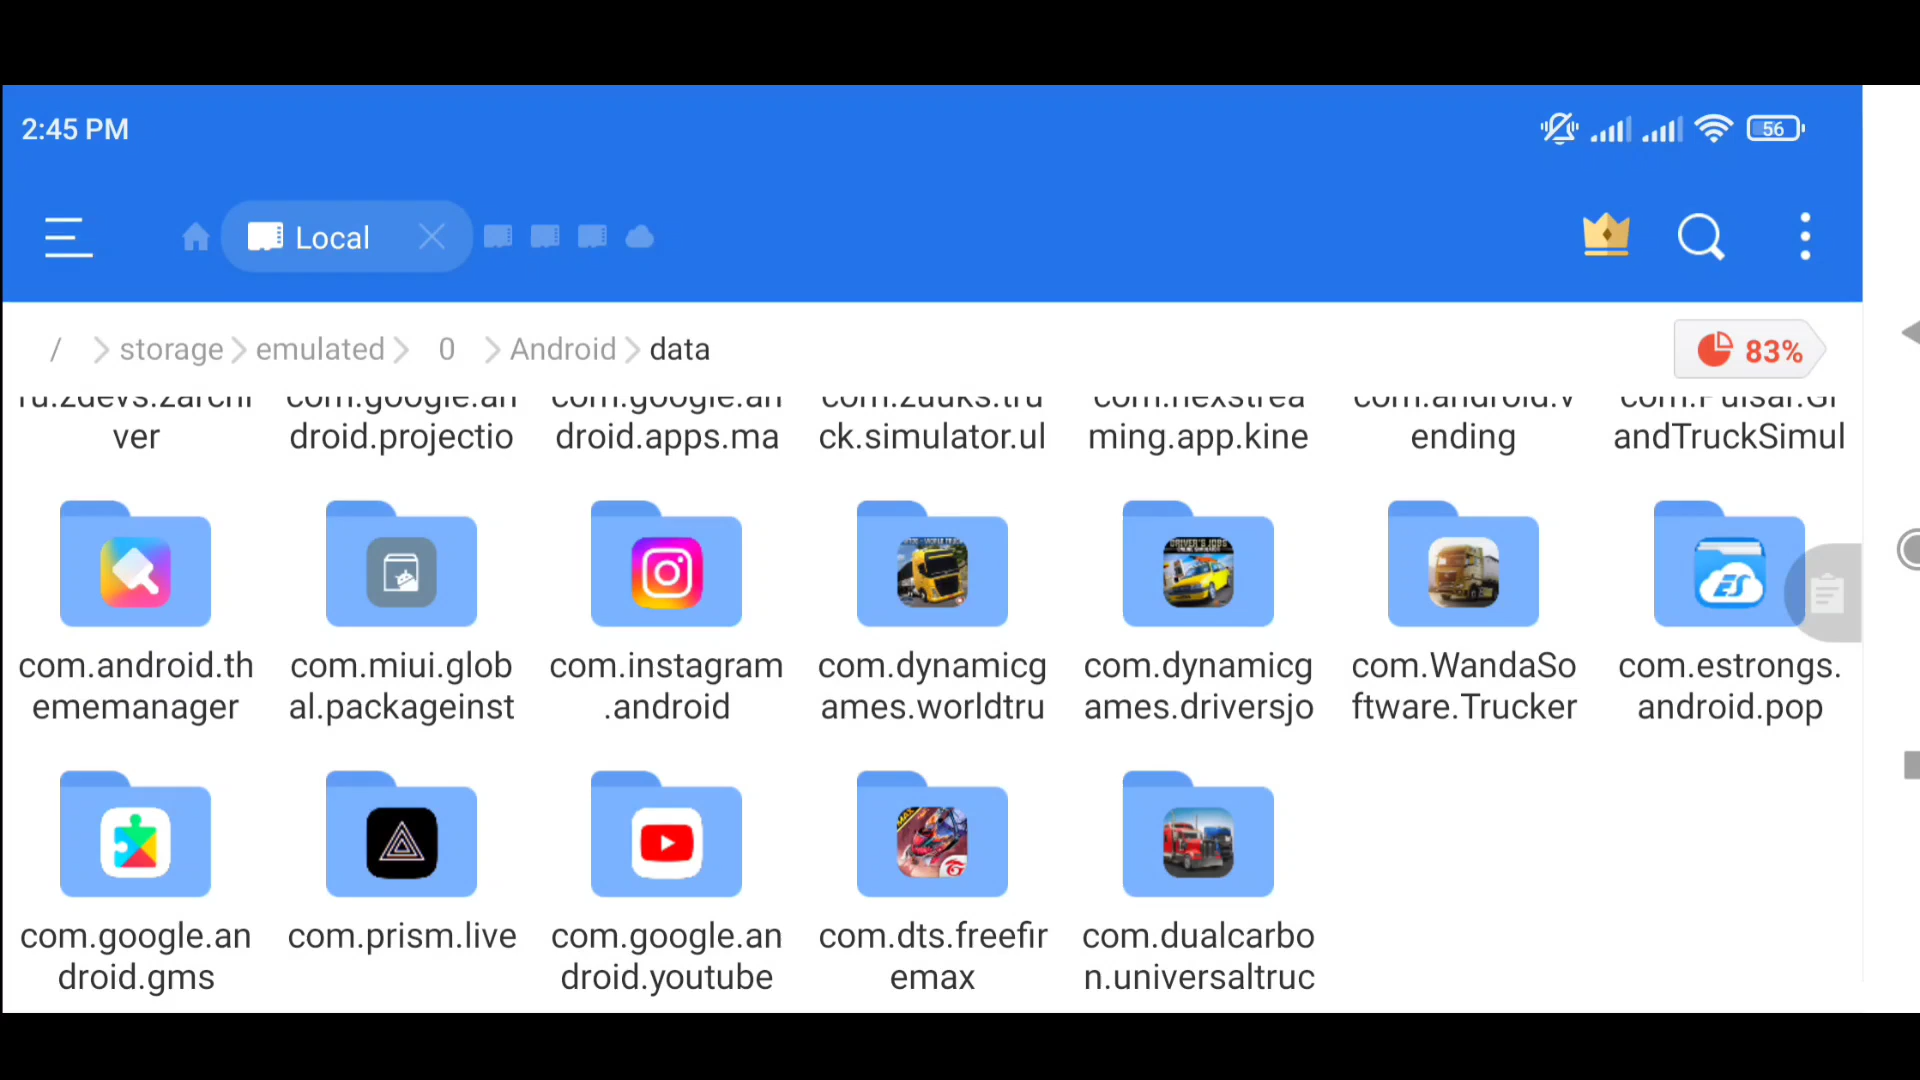 2:45 PM
56
Local
/ storage emulated 0 Android data
83%
ver
droid.projectio
droid.apps.ma
ck.simulator.ul
ming.app.kine
ending
andTruckSimul
com.android.th
ememanager
com.miui.glob
al.packageinst
com.instagram
.android
com.dynamicg
ames.worldtru
com.dynamicg
ames.driversjo
com.WandaSo
ftware.Trucker
com.estrongs.
android.pop
com.google.an
droid.gms
com.prism.live
com.google.an
droid.youtube
com.dts.freefir
emax
com.dualcarbo
n.universaltruc